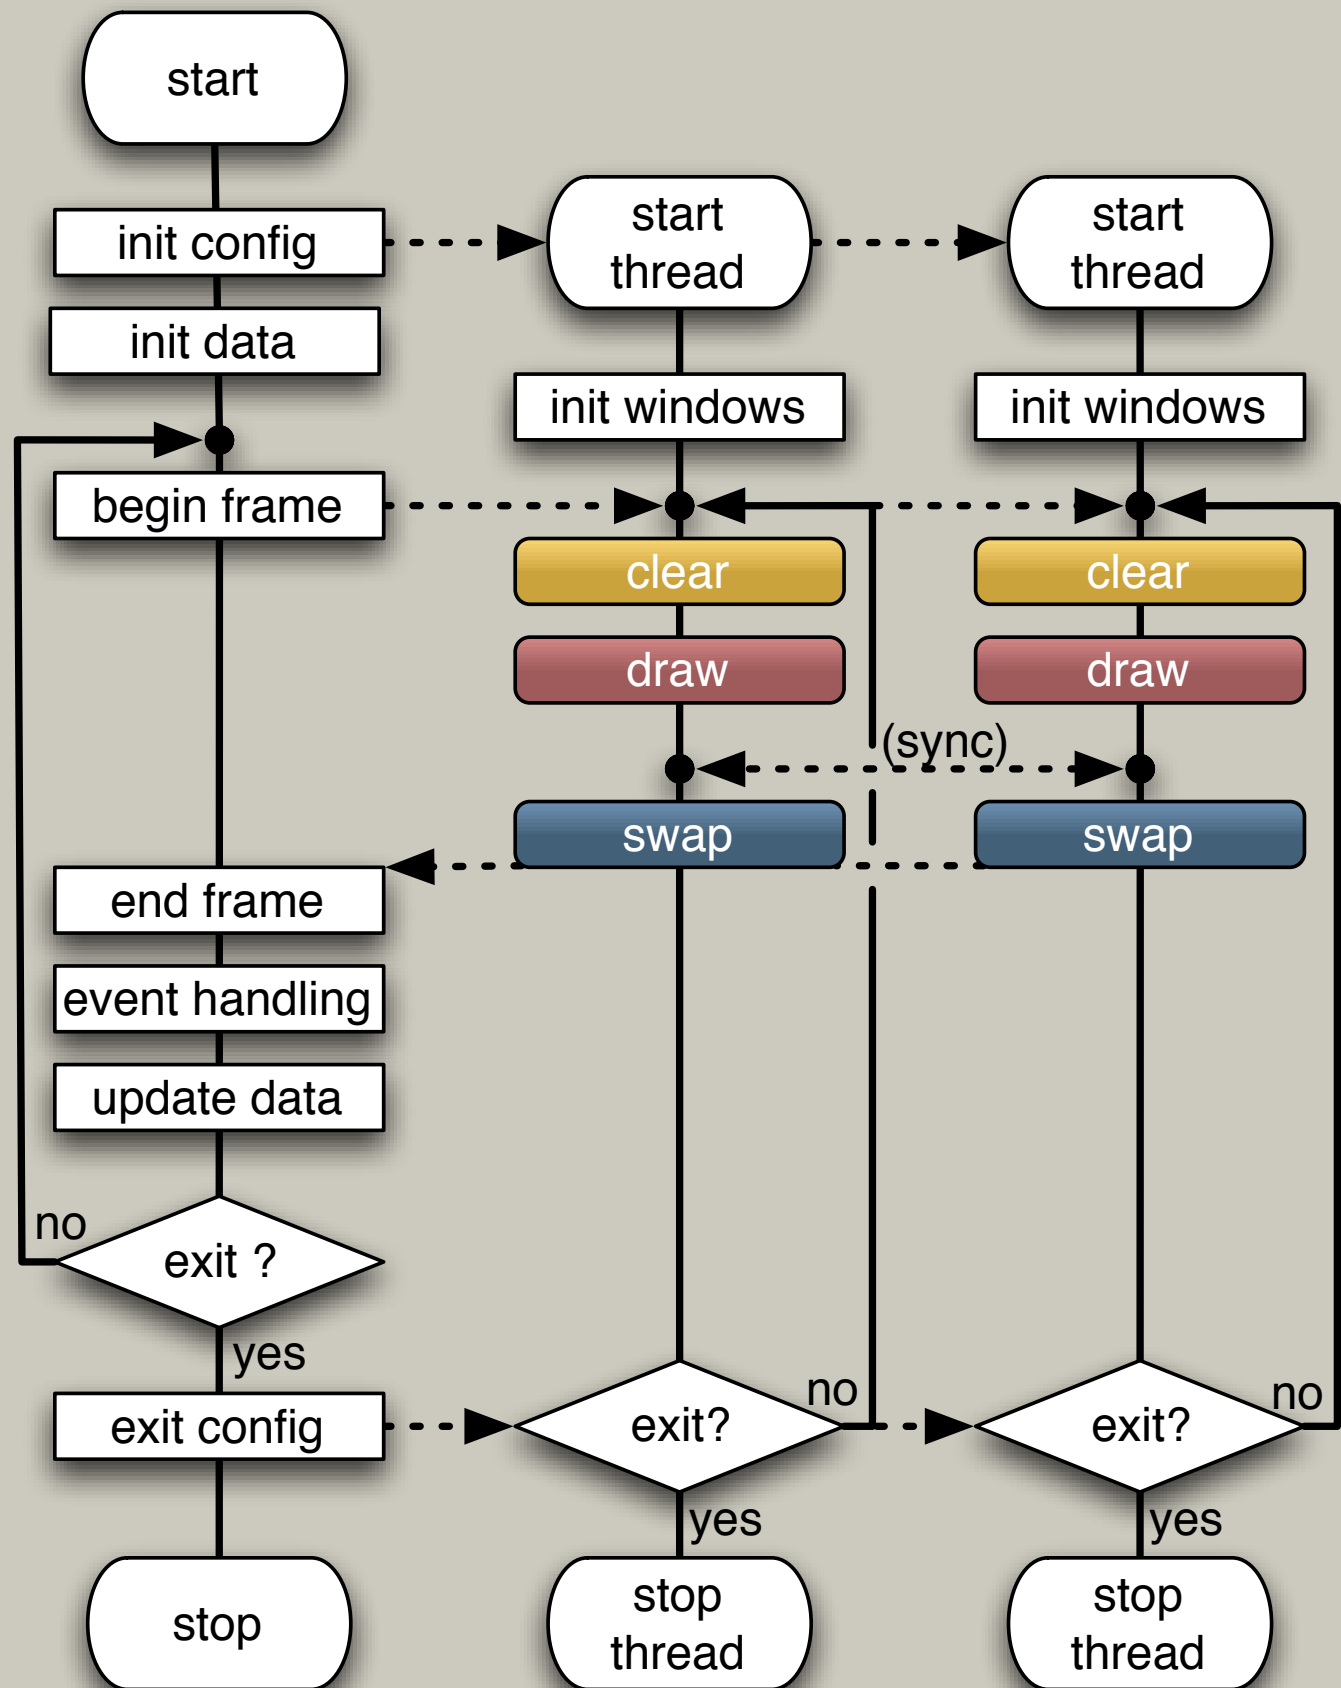 start
init config
init data
begin frame
end frame
event handling
update data
no
exit ?
yes
exit config
stop
start
thread
init windows
clear
draw
(sync)
swap
exit?
no
yes
stop
thread
start
thread
init windows
clear
draw
swap
exit?
no
yes
stop
thread